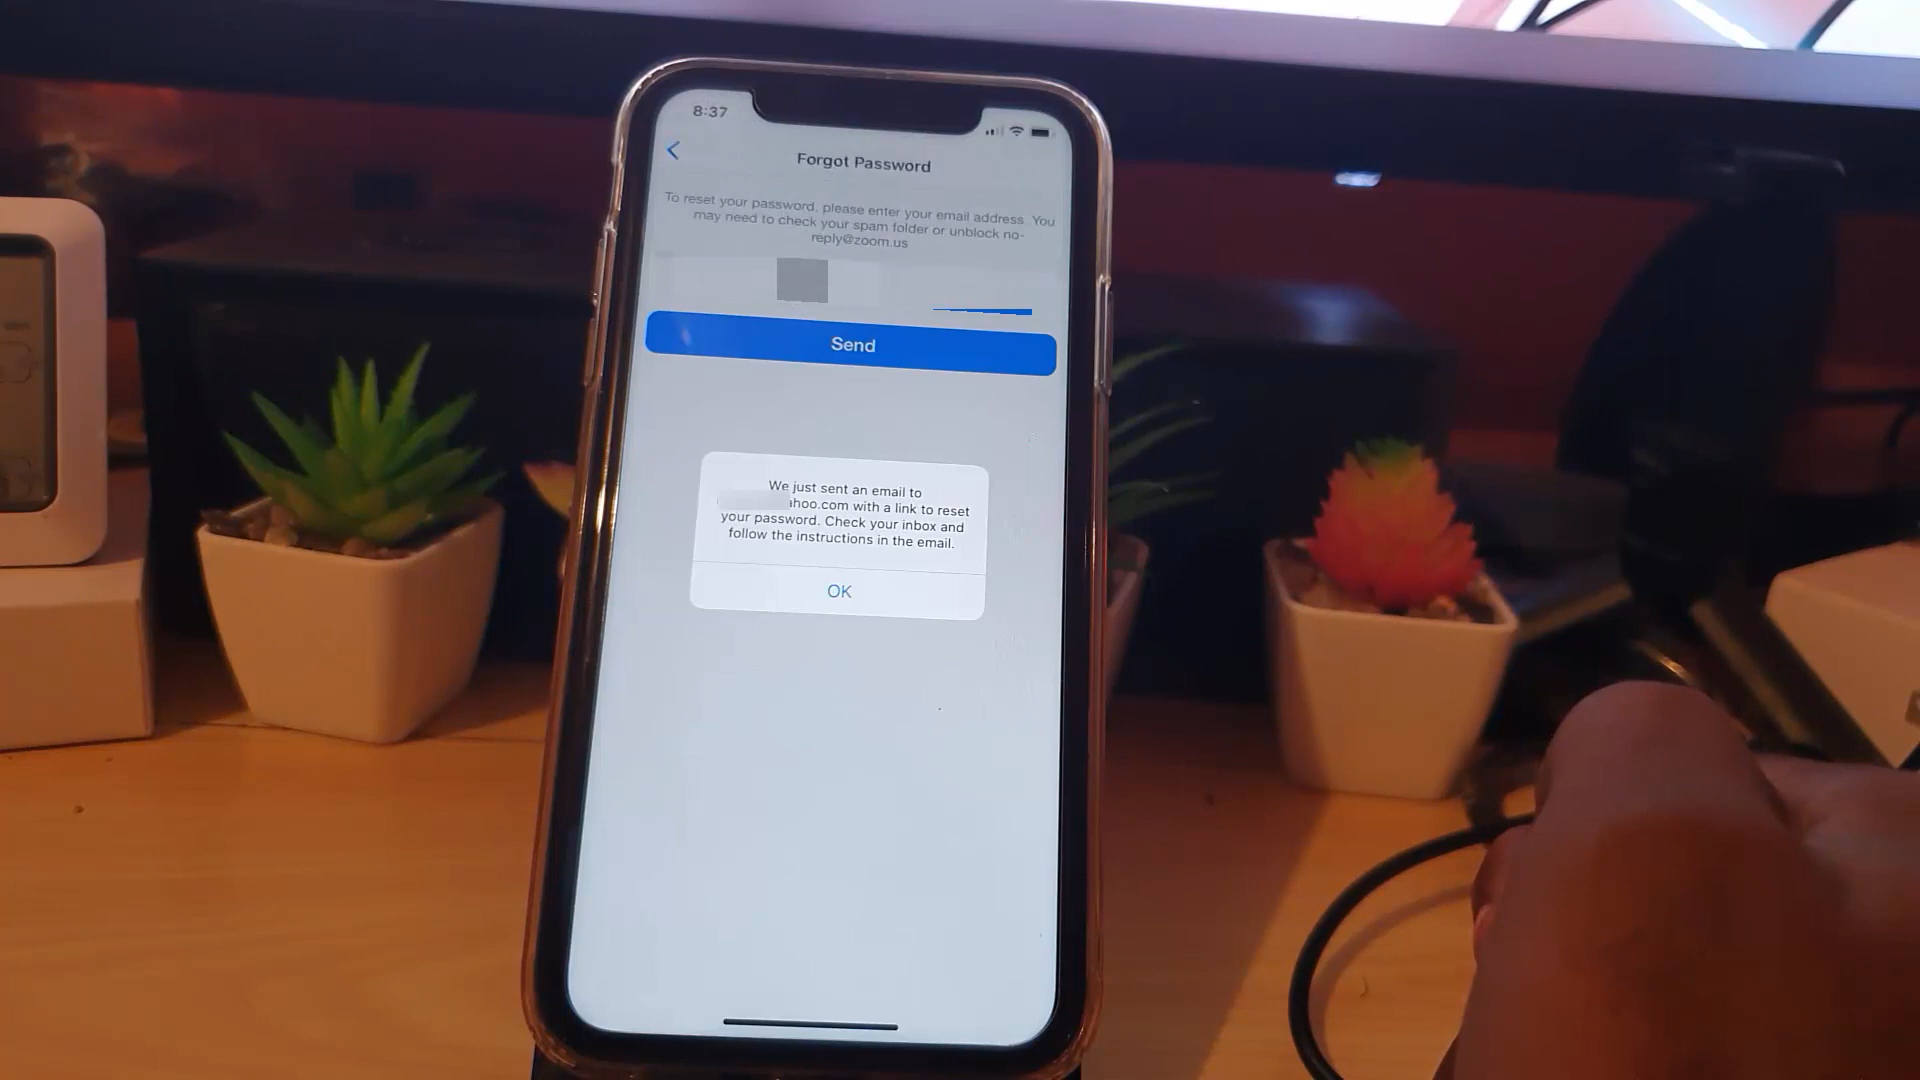 8:37
Forgot Password
To reset your password, please enter your email address. You
may need to check your spam folder or unblock no-
reply@zoom.us
Send
We just sent an email to
ahoo.com with a link to reset
your password. Check your inbox and
follow the instructions in the email.
OK